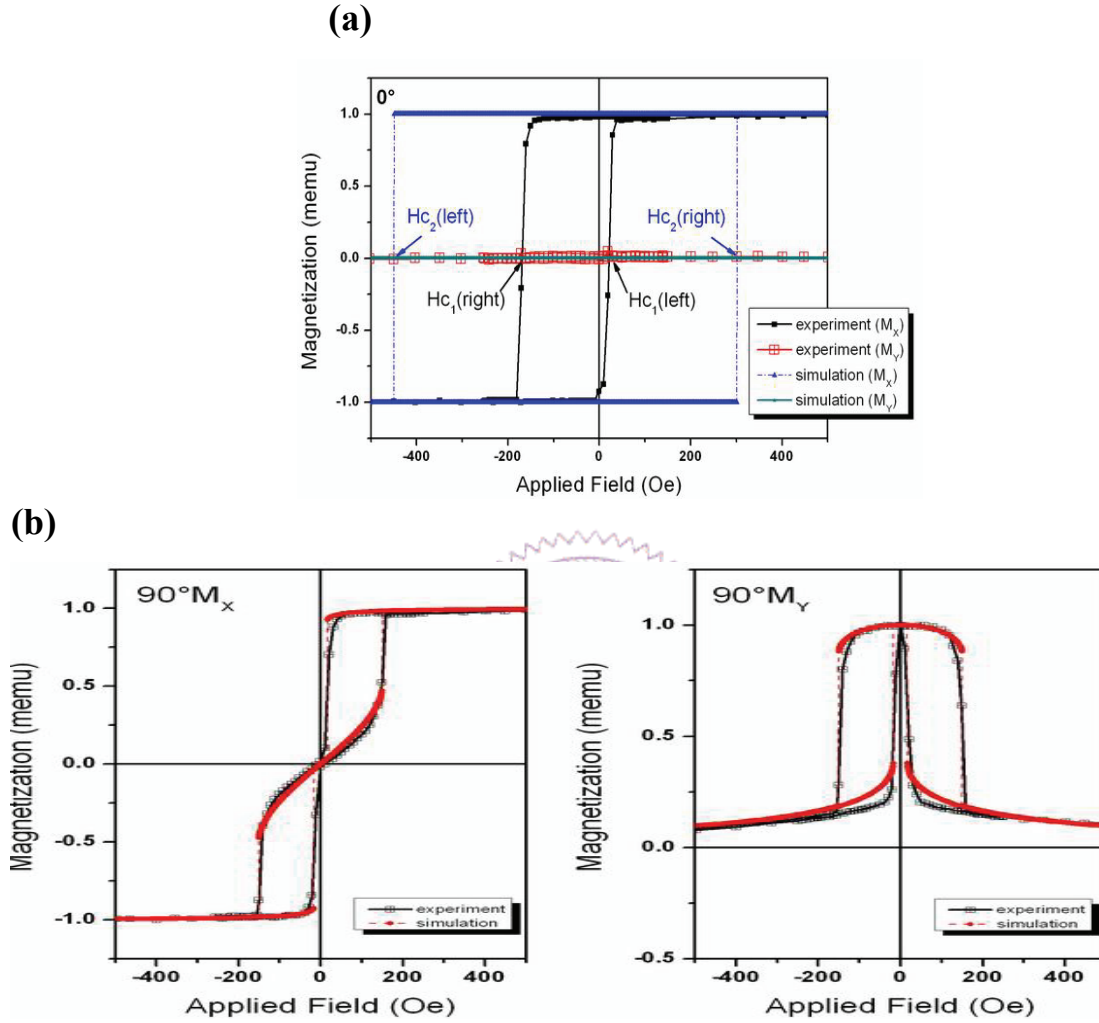 (a)
0°
1.0
0.5
0.0
-0.5
-1.0
Magnetization (memu)
Hc2(left)
Hc2(right)
Hc1(right)
Hc1(left)
experiment (MX)
experiment (MY)
simulation (MX)
simulation (MY)
-400 -200 0 200 400
Applied Field (Oe)
(b)
90°MX
1.0
0.5
0.0
-0.5
-1.0
Magnetization (memu)
experiment
simulation
-400 -200 0 200 400
Applied Field (Oe)
90°MY
1.0
0.5
0.0
-0.5
Magnetization (memu)
experiment
simulation
-400 -200 0 200 400
Applied Field (Oe)